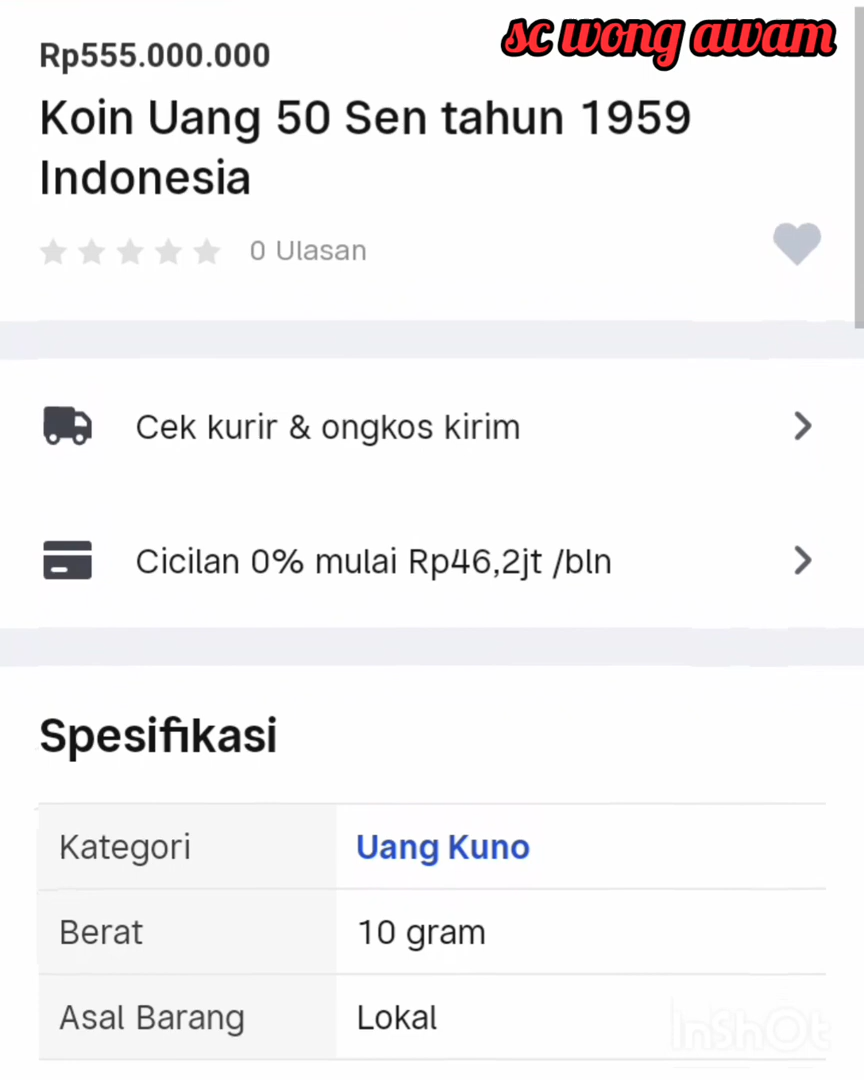 sc wong awam
Rp555.000.000
Koin Uang 50 Sen tahun 1959
Indonesia
0 Ulasan
Cek kurir & ongkos kirim
Cicilan 0% mulai Rp46,2jt /bln
Spesifikasi
Kategori Uang Kuno
Berat 10 gram
Asal Barang Lokal
InShOt